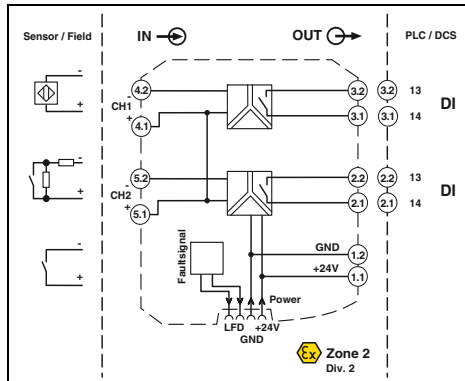 Sensor / Field
IN
OUT
PLC / DCS
-
+
4.2
-
CH1
+
4.1
3.2
3.1
3.2
3.1
13
14
DI
-
+
5.2
-
CH2
+
5.1
2.2
2.1
2.2
2.1
13
14
DI
-
+
Faultsignal
GND
+24V
1.2
1.1
Power
LFD
+24V
GND
Ex
Zone 2
Div. 2